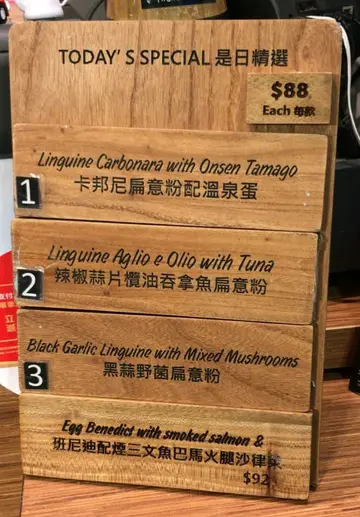 TODAY'S SPECIAL 是日精選
$88
Each 每款
1
Linguine Carbonara with Onsen Tamago
卡邦尼扁意粉配溫泉蛋
2
Linguine Aglio e Olio with Tuna
辣椒蒜片欖油吞拿魚扁意粉
3
Black Garlic Linguine with Mixed Mushrooms
黑蒜野菌扁意粉
Egg Benedict with smoked salmon &
班尼迪配煙三文魚巴馬火腿沙律菜
$92